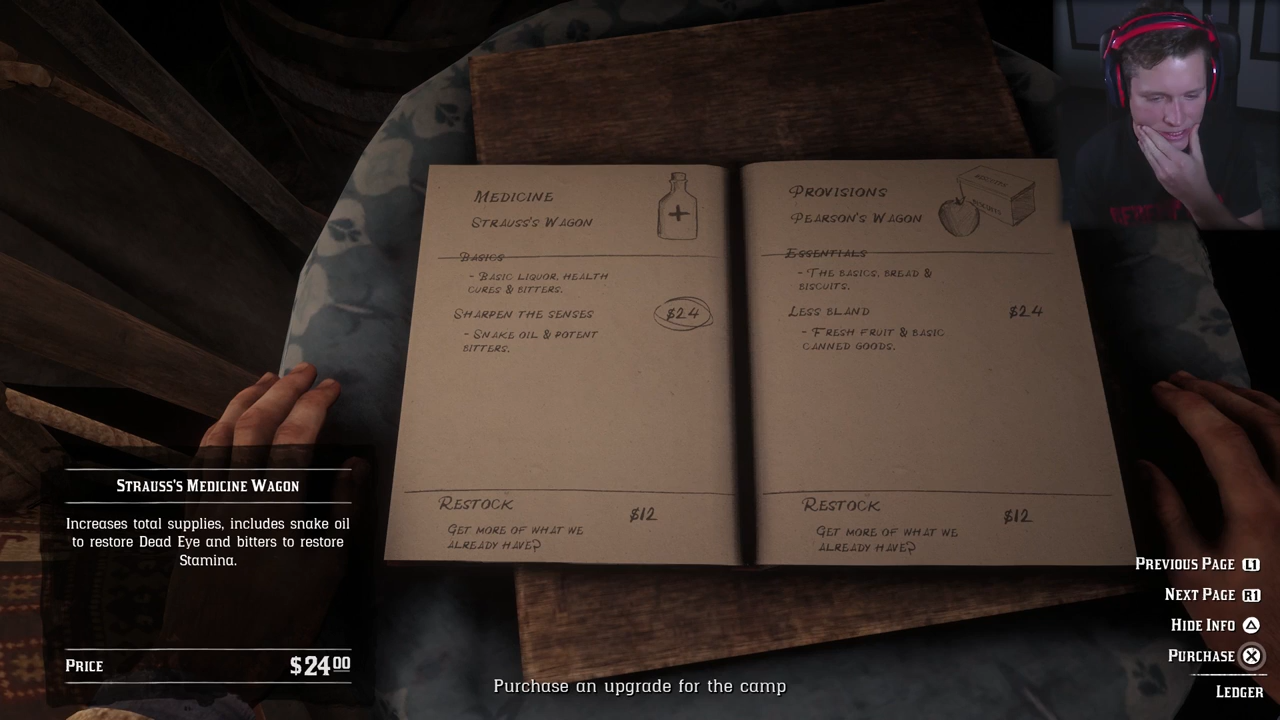 MEDICINE
STRAUSS'S WAGON
BASICS
- BASIC LIQUOR, HEALTH
CURES & BITTERS.
SHARPEN THE SENSES $24
- SNAKE OIL & POTENT
BITTERS.
RESTOCK $12
GET MORE OF WHAT WE
ALREADY HAVE?
PROVISIONS
PEARSON'S WAGON
ESSENTIALS
- THE BASICS, BREAD &
BISCUITS.
LESS BLAND $24
- FRESH FRUIT & BASIC
CANNED GOODS.
RESTOCK $12
GET MORE OF WHAT WE
ALREADY HAVE?
STRAUSS'S MEDICINE WAGON
Increases total supplies, includes snake oil
to restore Dead Eye and bitters to restore
Stamina.
PRICE $24.00
Purchase an upgrade for the camp
PREVIOUS PAGE L1
NEXT PAGE R1
HIDE INFO
PURCHASE
LEDGER